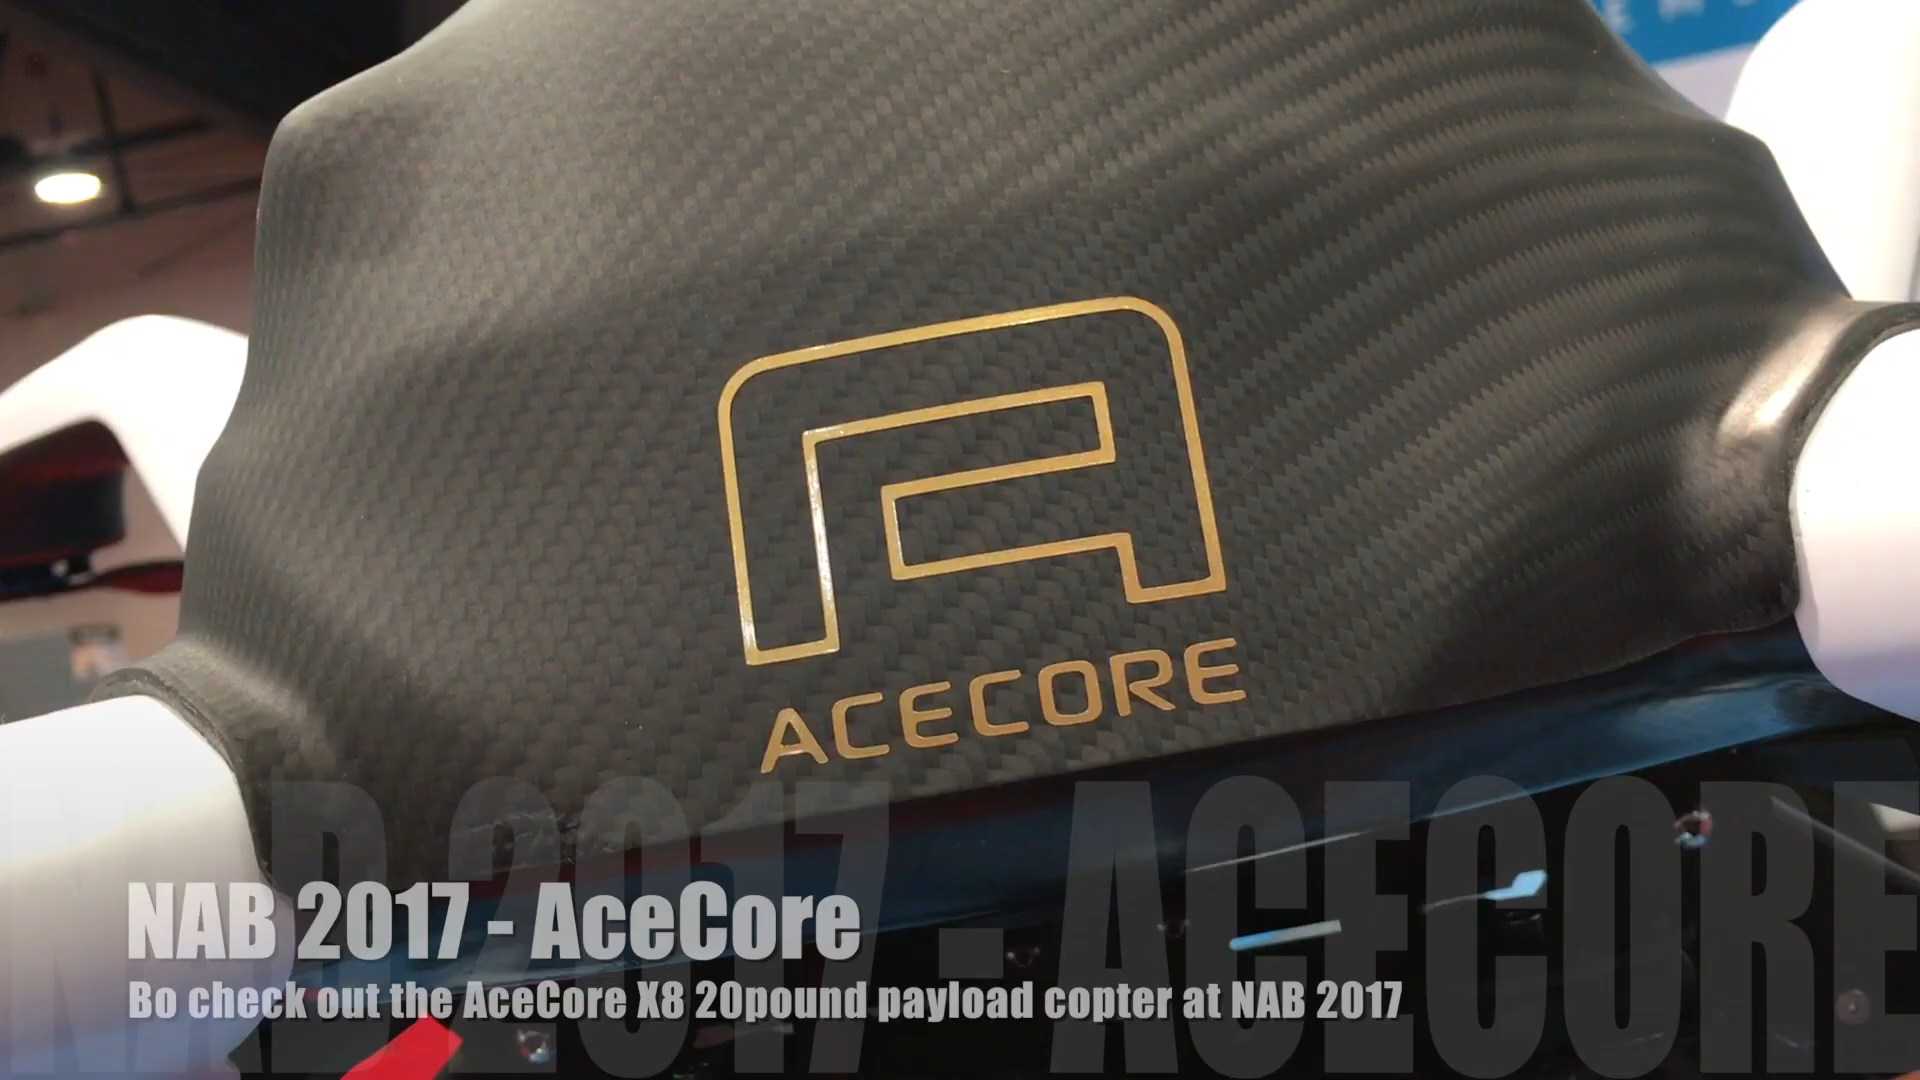 ACECORE
NAB 2017 - ACECORE
NAB 2017 - AceCore
Bo check out the AceCore X8 20pound payload copter at NAB 2017